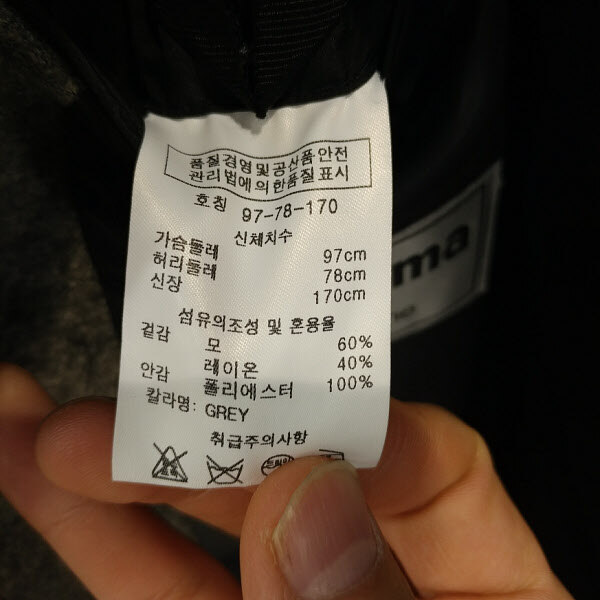 품질경영및공산품안전
관리법에의한품질표시
호칭 97-78-170
신체치수
가슴둘레 97cm
허리둘레 78cm
신장 170cm
섬유의조성 및 혼용율
겉감 모 60%
레이온 40%
안감 폴리에스터 100%
칼라명: GREY
취급주의사항
드라이